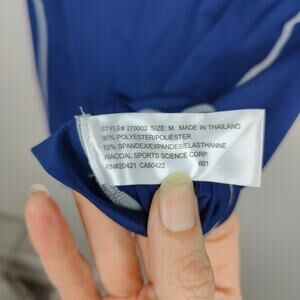 STYLE# 270002 SIZE: M MADE IN THAILAND
90% POLYESTER/POLIÉSTER
10% SPANDEX/EXPANDEX/ELASTHANNE
WACOAL SPORTS SCIENCE CORP.
RN#20421 CA50422 601